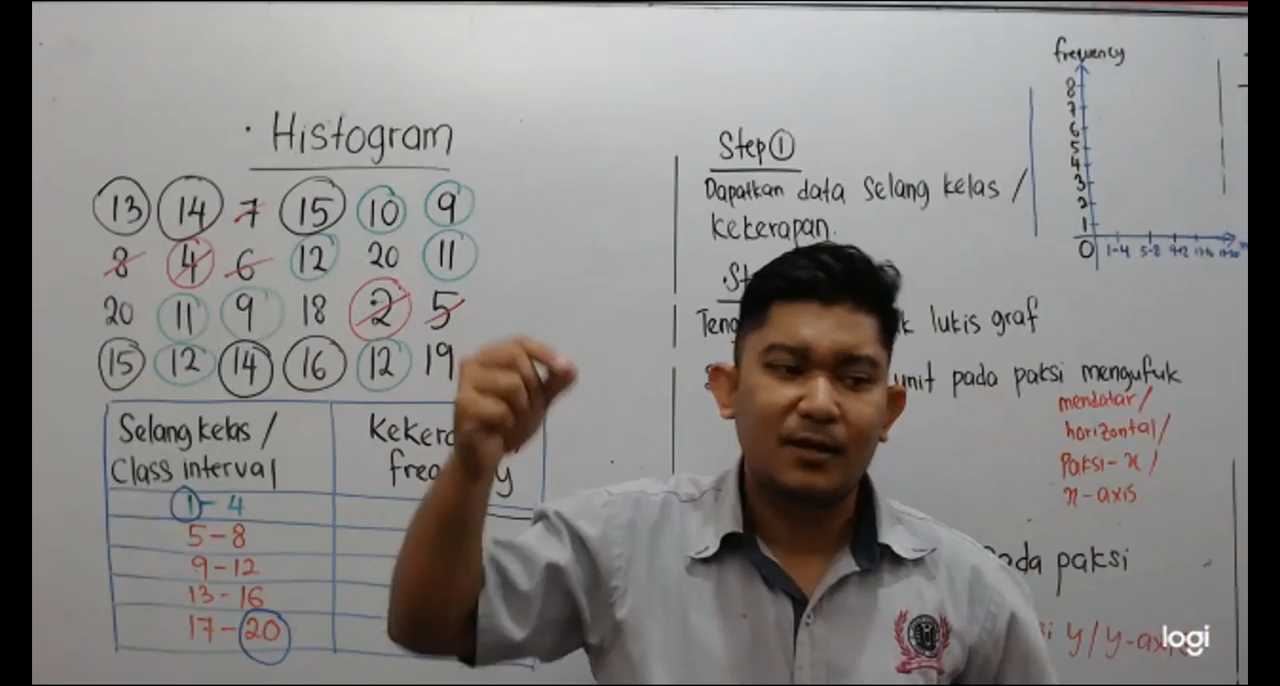 · Histogram
13 14 7 15 10 9
8 4 6 12 20 11
20 11 9 18 2 5
15 12 14 16 12 19
Selang kelas /
Class interval
1-4
5-8
9-12
13-16
17-20
Step 1
Dapatkan data selang kelas /
kekerapan.
lukis graf
unit pada paksi mengufuk
mendatar/
horizontal/
Paksi-x /
x-axis
pada paksi
y/y-axis
frequency
8
7
6
5
4
3
2
1
0 1-4 5-8 9-12 13-16 17-20
logi